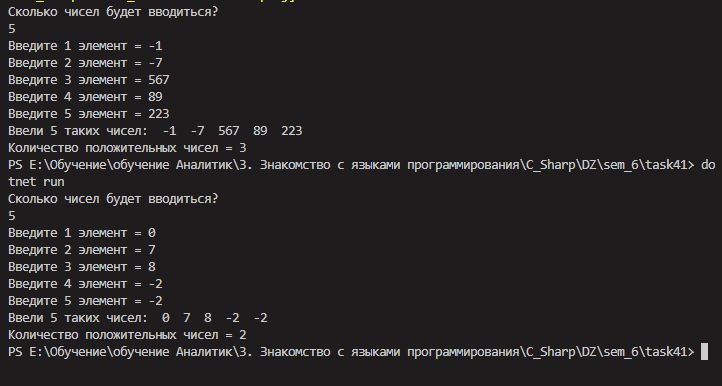 Сколько чисел будет вводиться?
5
Введите 1 элемент = -1
Введите 2 элемент = -7
Введите 3 элемент = 567
Введите 4 элемент = 89
Введите 5 элемент = 223
Ввели 5 таких чисел:  -1  -7  567  89  223
Количество положительных чисел = 3
PS E:\Обучение\обучение Аналитик\3. Знакомство с языками программирования\C_Sharp\DZ\sem_6\task41> do
tnet run
Сколько чисел будет вводиться?
5
Введите 1 элемент = 0
Введите 2 элемент = 7
Введите 3 элемент = 8
Введите 4 элемент = -2
Введите 5 элемент = -2
Ввели 5 таких чисел:  0  7  8  -2  -2
Количество положительных чисел = 2
PS E:\Обучение\обучение Аналитик\3. Знакомство с языками программирования\C_Sharp\DZ\sem_6\task41>